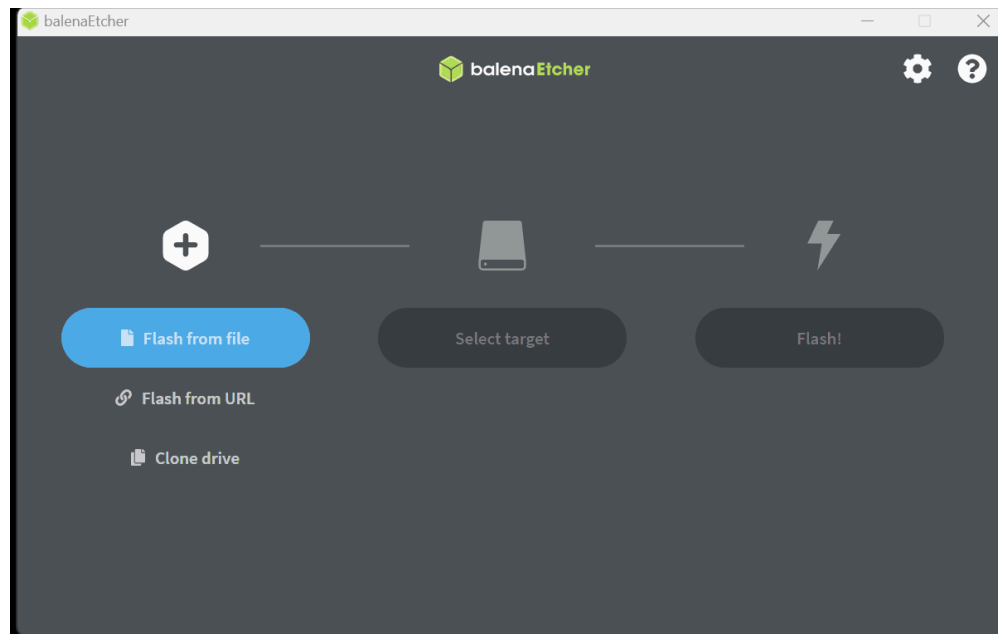 balenaEtcher
balenaEtcher
Flash from file
Select target
Flash!
Flash from URL
Clone drive